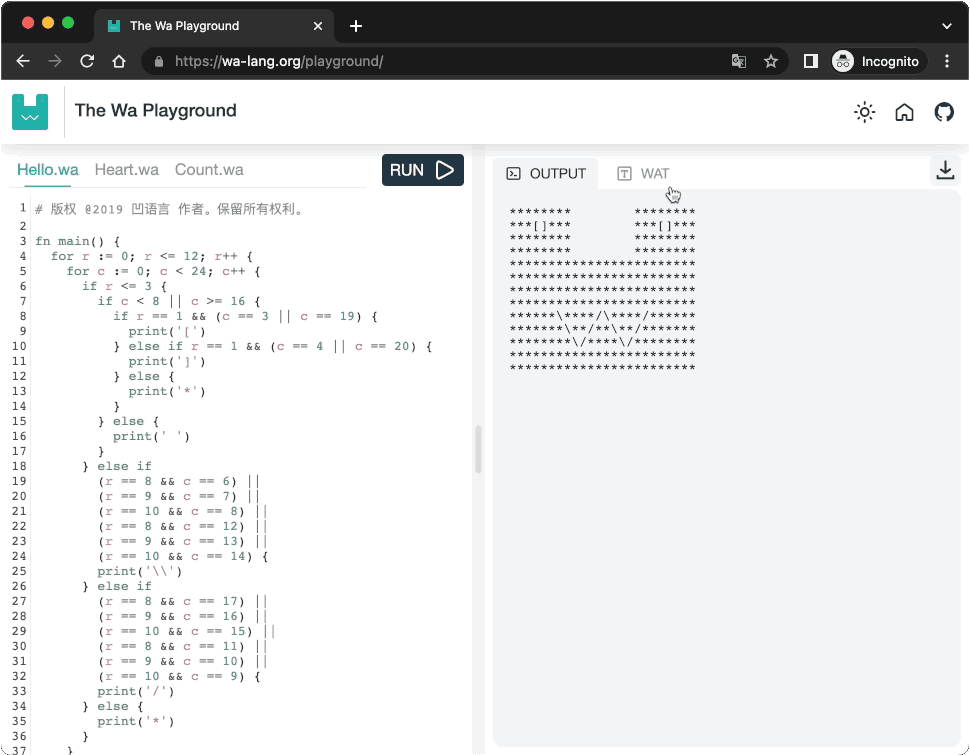 The Wa Playground
https://wa-lang.org/playground/
Incognito
The Wa Playground
Hello.wa Heart.wa Count.wa
RUN
1 # 版权 @2019 凹语言 作者。保留所有权利。
2
3 fn main() {
4   for r := 0; r <= 12; r++ {
5     for c := 0; c < 24; c++ {
6       if r <= 3 {
7         if c < 8 || c >= 16 {
8           if r == 1 && (c == 3 || c == 19) {
9             print('[')
10           } else if r == 1 && (c == 4 || c == 20) {
11             print(']')
12           } else {
13             print('*')
14           }
15         } else {
16           print(' ')
17         }
18       } else if
19         (r == 8 && c == 6) ||
20         (r == 9 && c == 7) ||
21         (r == 10 && c == 8) ||
22         (r == 8 && c == 12) ||
23         (r == 9 && c == 13) ||
24         (r == 10 && c == 14) {
25         print('\\')
26       } else if
27         (r == 8 && c == 17) ||
28         (r == 9 && c == 16) ||
29         (r == 10 && c == 15) ||
30         (r == 8 && c == 11) ||
31         (r == 9 && c == 10) ||
32         (r == 10 && c == 9) {
33         print('/')
34       } else {
35         print('*')
36       }
37     }
OUTPUT
WAT
********        ********
***[]***        ***[]***
********        ********
********        ********
************************
************************
************************
************************
******\****/\****/******
*******\**/**\**/*******
********\/****\/********
************************
************************